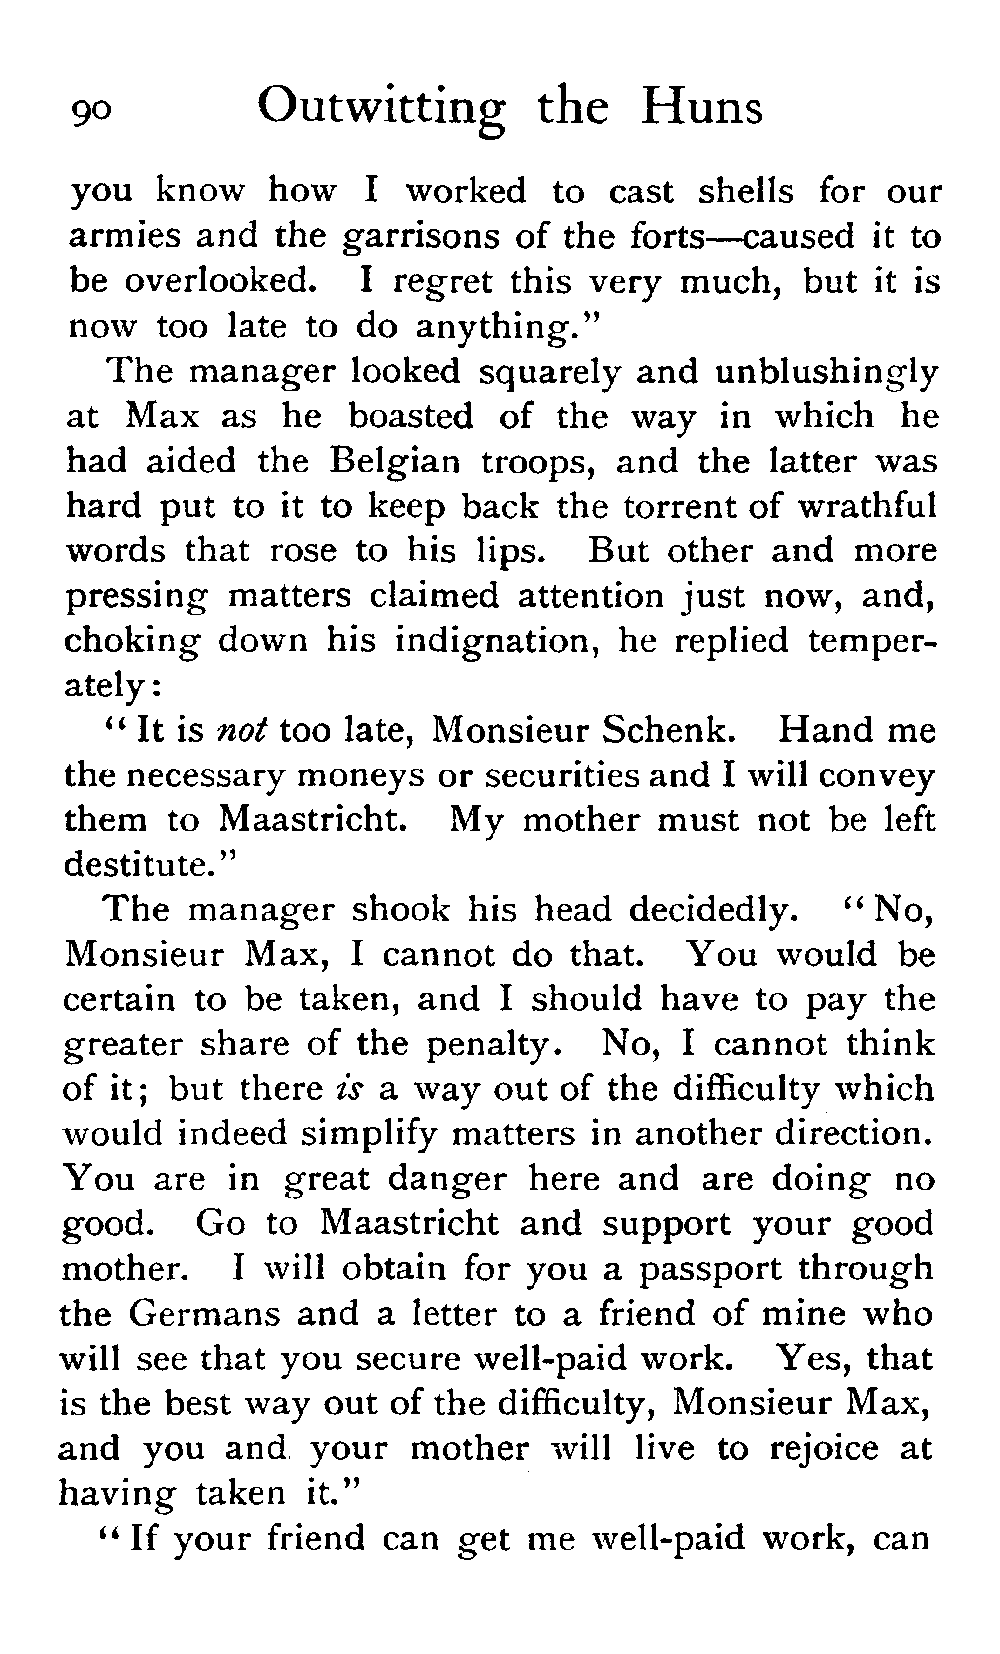 90 Outwitting the Huns
you know how I worked to cast shells for our
armies and the garrisons of the forts—caused it to
be overlooked. I regret this very much, but it is
now too late to do anything."
The manager looked squarely and unblushingly
at Max as he boasted of the way in which he
had aided the Belgian troops, and the latter was
hard put to it to keep back the torrent of wrathful
words that rose to his lips. But other and more
pressing matters claimed attention just now, and,
choking down his indignation, he replied temper-
ately:
"It is not too late, Monsieur Schenk. Hand me
the necessary moneys or securities and I will convey
them to Maastricht. My mother must not be left
destitute."
The manager shook his head decidedly. "No,
Monsieur Max, I cannot do that. You would be
certain to be taken, and I should have to pay the
greater share of the penalty. No, I cannot think
of it; but there is a way out of the difficulty which
would indeed simplify matters in another direction.
You are in great danger here and are doing no
good. Go to Maastricht and support your good
mother. I will obtain for you a passport through
the Germans and a letter to a friend of mine who
will see that you secure well-paid work. Yes, that
is the best way out of the difficulty, Monsieur Max,
and you and your mother will live to rejoice at
having taken it."
"If your friend can get me well-paid work, can